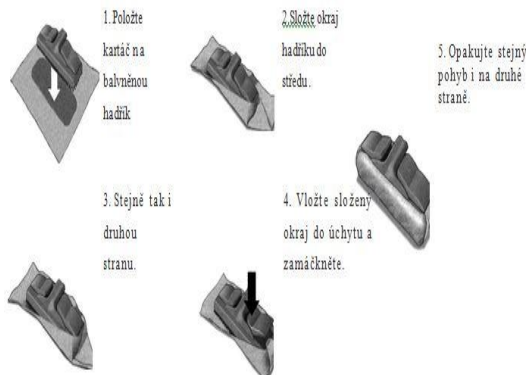 1. Položte
kartáč na
balvněnou
hadřík
2. Složte okraj
hadříku do
středu.
3. Stejně tak i
druhou
stranu.
4. Vložte složený
okraj do úchytu a
zamáčkněte.
5. Opakujte stejný
pohyb i na druhé
straně.